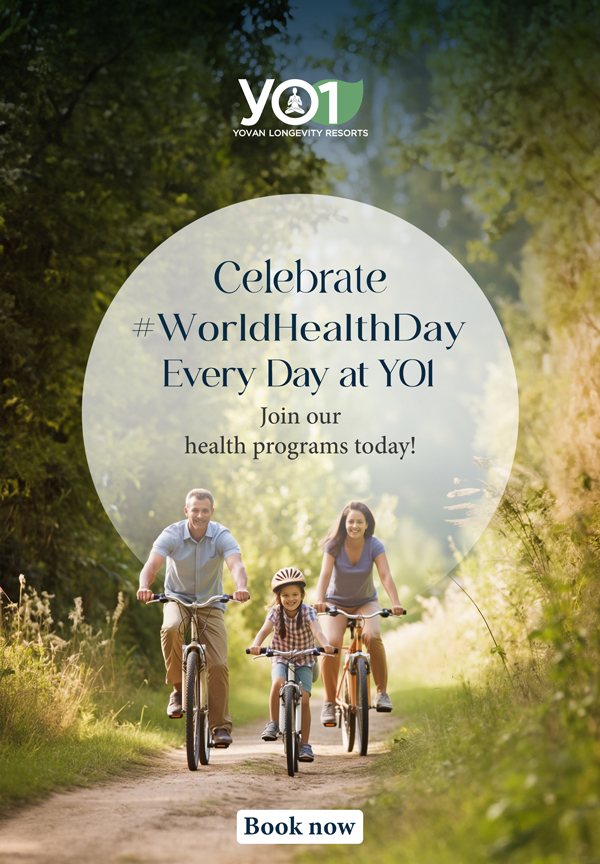 YO1
YOVAN LONGEVITY RESORTS
Celebrate
#WorldHealthDay
Every Day at YO1
Join our
health programs today!
Book now